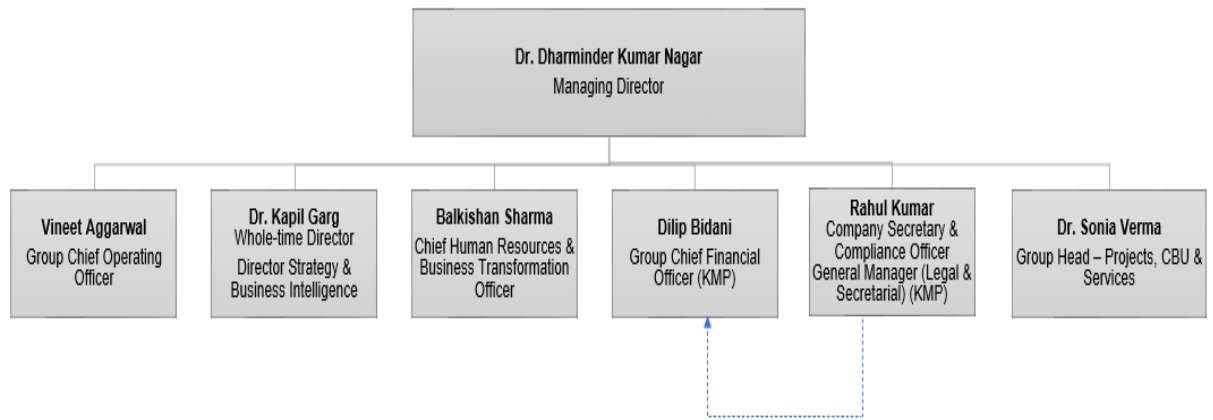 Dr. Dharminder Kumar Nagar
Managing Director
Vineet Aggarwal
Group Chief Operating
Officer
Dr. Kapil Garg
Whole-time Director
Director Strategy &
Business Intelligence
Balkishan Sharma
Chief Human Resources &
Business Transformation
Officer
Dilip Bidani
Group Chief Financial
Officer (KMP)
Rahul Kumar
Company Secretary &
Compliance Officer
General Manager (Legal &
Secretarial) (KMP)
Dr. Sonia Verma
Group Head – Projects, CBU &
Services